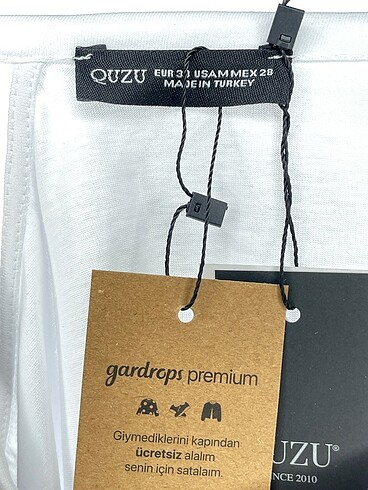 QUZU EUR 38 USA M MEX 28
MADE IN TURKEY
gardrops premium
Giymediklerini kapından
ücretsiz alalım
senin için satalım.
UZU®
NCE 2010